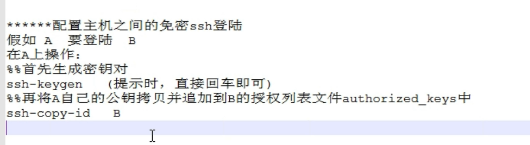 ******配置主机之间的免密ssh登陆
假如 A 要登陆 B
在A上操作：
%%首先生成密钥对
ssh-keygen （提示时，直接回车即可）
%%再将A自己的公钥拷贝并追加到B的授权列表文件authorized_keys中
ssh-copy-id B